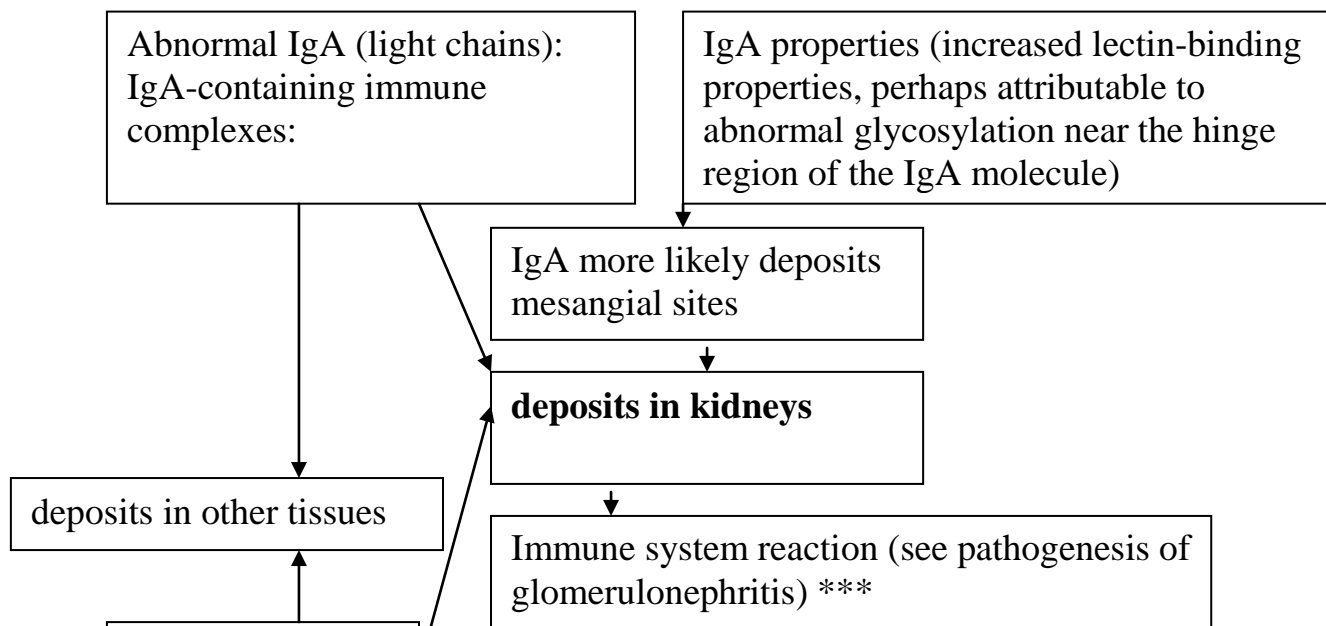 Abnormal IgA (light chains):
IgA-containing immune
complexes:
IgA properties (increased lectin-binding
properties, perhaps attributable to
abnormal glycosylation near the hinge
region of the IgA molecule)
IgA more likely deposits
mesangial sites
deposits in kidneys
deposits in other tissues
Immune system reaction (see pathogenesis of
glomerulonephritis) ***